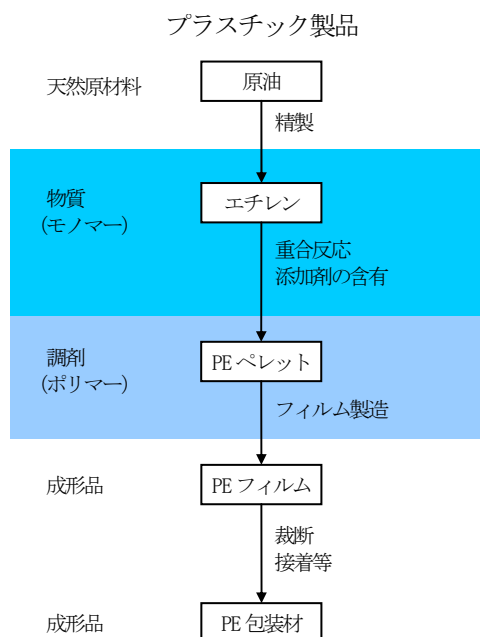 プラスチック製品
天然原材料
原油
精製
物質
(モノマー)
エチレン
重合反応
添加剤の含有
調剤
(ポリマー)
PE ペレット
フィルム製造
成形品
PE フィルム
裁断
接着等
成形品
PE 包装材